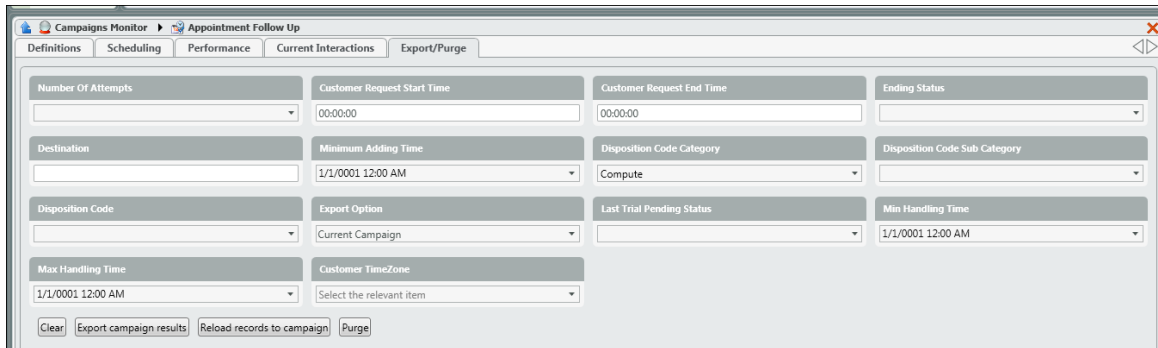 Campaigns Monitor Appointment Follow Up
Definitions Scheduling Performance Current Interactions Export/Purge
Number Of Attempts Customer Request Start Time Customer Request End Time Ending Status
00:00:00 00:00:00
Destination Minimum Adding Time Disposition Code Category Disposition Code Sub Category
1/1/0001 12:00 AM Compute
Disposition Code Export Option Last Trial Pending Status Min Handling Time
Current Campaign 1/1/0001 12:00 AM
Max Handling Time Customer TimeZone
1/1/0001 12:00 AM Select the relevant item
Clear Export campaign results Reload records to campaign Purge